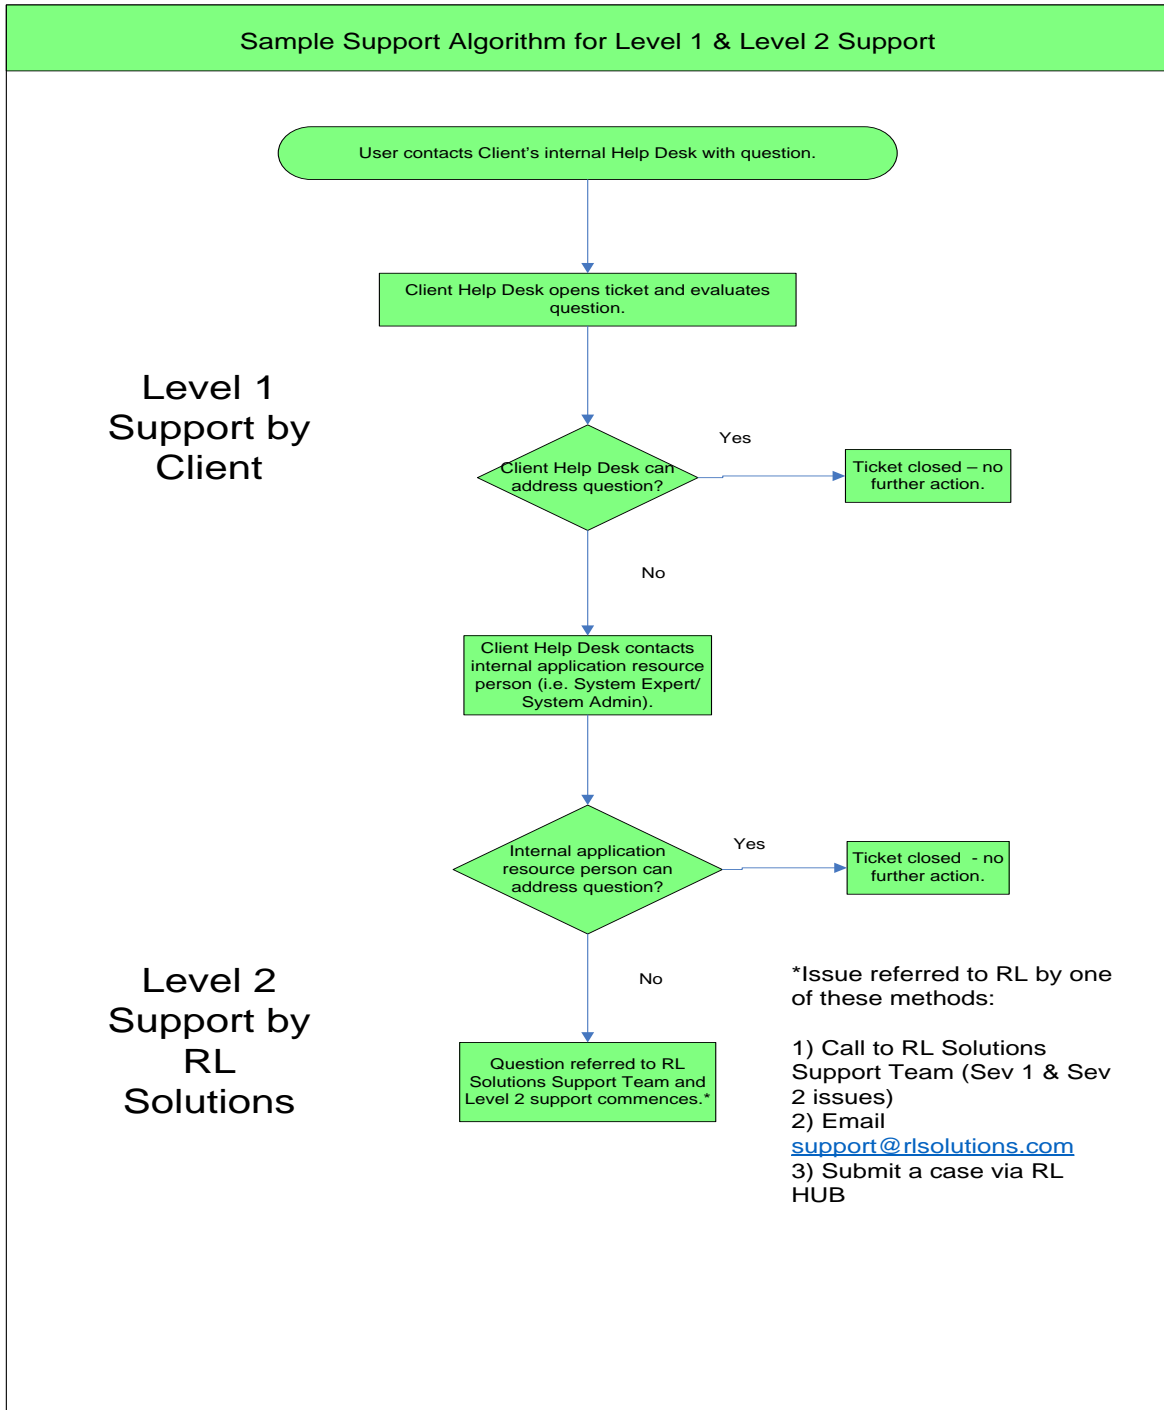 Sample Support Algorithm for Level 1 & Level 2 Support
User contacts Client’s internal Help Desk with question.
Client Help Desk opens ticket and evaluates
question.
Level 1
Support by
Client
Client Help Desk can
address question?
Yes
Ticket closed – no
further action.
No
Client Help Desk contacts
internal application resource
person (i.e. System Expert/
System Admin).
Internal application
resource person can
address question?
Yes
Ticket closed  - no
further action.
No
Level 2
Support by
RL
Solutions
Question referred to RL
Solutions Support Team and
Level 2 support commences.*
*Issue referred to RL by one
of these methods:
1) Call to RL Solutions
Support Team (Sev 1 & Sev
2 issues)
2) Email
support@rlsolutions.com
3) Submit a case via RL
HUB